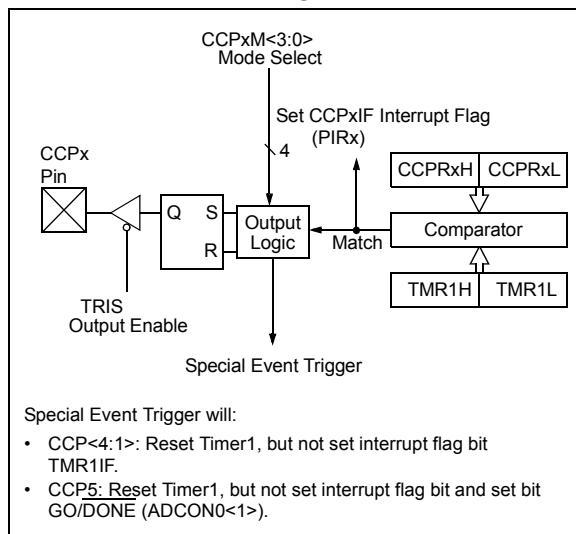 CCPxM<3:0>
Mode Select
Set CCPxIF Interrupt Flag
(PIRx)
4
CCPx
Pin
CCPRxH CCPRxL
Q S
R
Output
Logic
Match
Comparator
TRIS
Output Enable
TMR1H TMR1L
Special Event Trigger
Special Event Trigger will:
• CCP<4:1>: Reset Timer1, but not set interrupt flag bit
TMR1IF.
• CCP5: Reset Timer1, but not set interrupt flag bit and set bit
GO/DONE (ADCON0<1>).